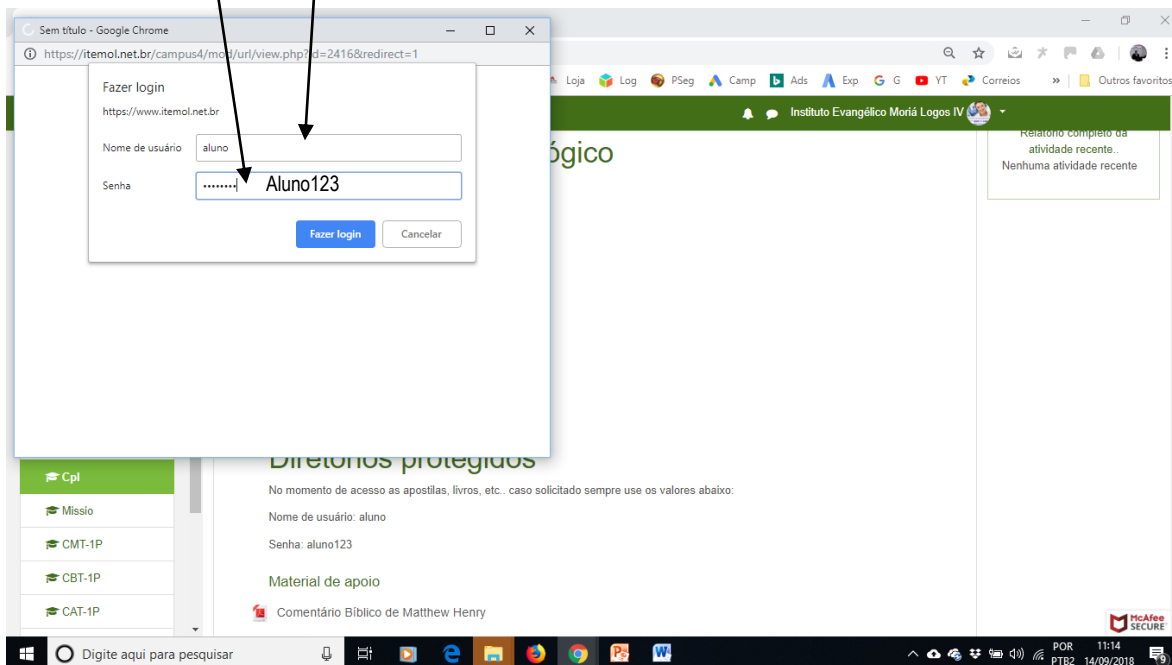 Sem título - Google Chrome
https://itemol.net.br/campus4/mod/url/view.php?id=2416&redirect=1
Fazer login
https://www.itemol.net.br
Nome de usuário aluno
Senha •••••••• Aluno123
Fazer login Cancelar
Loja Log PSeg Camp Ads Exp G YT Correios » Outros favoritos
Instituto Evangélico Moriá Logos IV
ógico
Relatório completo da
atividade recente..
Nenhuma atividade recente
Diretórios protegidos
No momento de acesso as apostilas, livros, etc.. caso solicitado sempre use os valores abaixo:
Nome de usuário: aluno
Senha: aluno123
Material de apoio
Comentário Bíblico de Matthew Henry
Cpl
Missio
CMT-1P
CBT-1P
CAT-1P
McAfee
SECURE
Digite aqui para pesquisar
POR
PTB2
11:14
14/09/2018